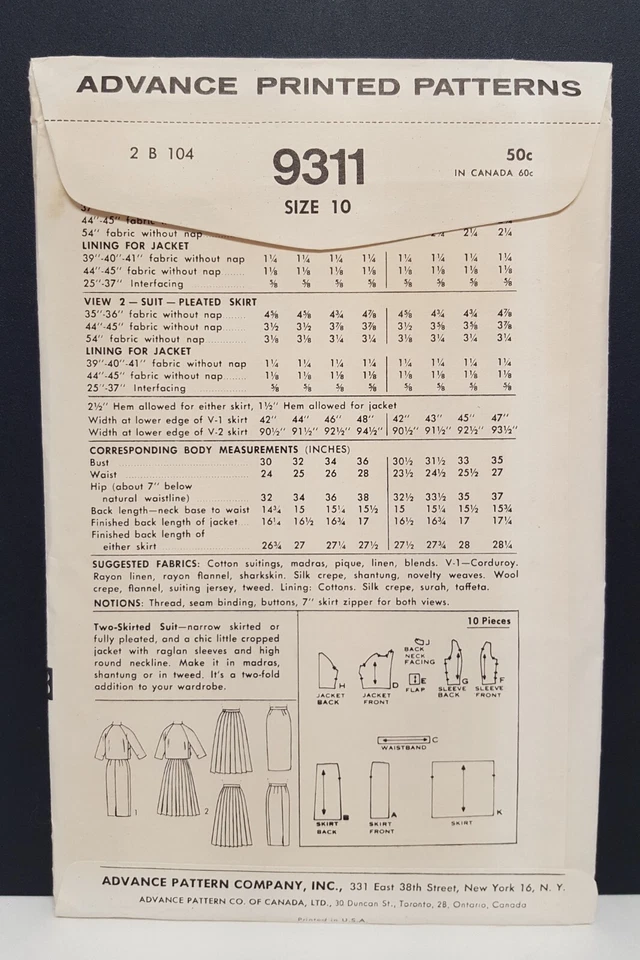 ADVANCE PRINTED PATTERNS
2 B 104 9311 50c
IN CANADA 60c
SIZE 10
44"-45" fabric
54" fabric without nap 2¼ 2¼
LINING FOR JACKET
39"-40"-41" fabric without nap 1¼ 1¼ 1¼ 1¼ 1¼ 1¼ 1¼ 1¼
44"-45" fabric without nap 1⅛ 1⅛ 1⅛ 1⅛ 1⅛ 1⅛ 1⅛ 1⅛
25"-37" Interfacing ⅝ ⅝ ⅝ ⅝ ⅝ ⅝ ⅝ ⅝
VIEW 2 — SUIT — PLEATED SKIRT
35"-36" fabric without nap 4⅝ 4⅝ 4¾ 4⅞ 4⅝ 4¾ 4¾ 4⅞
44"-45" fabric without nap 3½ 3½ 3⅞ 3⅞ 3½ 3⅝ 3⅝ 3⅞
54" fabric without nap 3⅛ 3⅛ 3¼ 3¼ 3⅛ 3¼ 3¼ 3¼
LINING FOR JACKET
39"-40"-41" fabric without nap 1¼ 1¼ 1¼ 1¼ 1¼ 1¼ 1¼ 1¼
44"-45" fabric without nap 1⅛ 1⅛ 1⅛ 1⅛ 1⅛ 1⅛ 1⅛ 1⅛
25"-37" Interfacing ⅝ ⅝ ⅝ ⅝ ⅝ ⅝ ⅝ ⅝
2½" Hem allowed for either skirt, 1½" Hem allowed for jacket
Width at lower edge of V-1 skirt 42" 44" 46" 48" 42" 43" 45" 47"
Width at lower edge of V-2 skirt 90½" 91½" 92½" 94½" 90½" 91½" 92½" 93½"
CORRESPONDING BODY MEASUREMENTS (INCHES)
Bust 30 32 34 36 30½ 31½ 33 35
Waist 24 25 26 28 23½ 24½ 25½ 27
Hip (about 7" below
natural waistline) 32 34 36 38 32½ 33½ 35 37
Back length—neck base to waist 14¾ 15 15¼ 15½ 15 15¼ 15½ 15¾
Finished back length of jacket 16¼ 16½ 16¾ 17 16½ 16¾ 17 17¼
Finished back length of
either skirt 26¾ 27 27¼ 27½ 27½ 27¾ 28 28¼
SUGGESTED FABRICS: Cotton suitings, madras, pique, linen, blends. V-1—Corduroy.
Rayon linen, rayon flannel, sharkskin. Silk crepe, shantung, novelty weaves. Wool
crepe, flannel, suiting jersey, tweed. Lining: Cottons. Silk crepe, surah, taffeta.
NOTIONS: Thread, seam binding, buttons, 7" skirt zipper for both views.
Two-Skirted Suit—narrow skirted or
fully pleated, and a chic little cropped
jacket with raglan sleeves and high
round neckline. Make it in madras,
shantung or in tweed. It's a two-fold
addition to your wardrobe.
1 2
10 Pieces
J
BACK
NECK
FACING
H D E G F
JACKET
BACK
JACKET
FRONT
FLAP
SLEEVE
BACK
SLEEVE
FRONT
C
WAISTBAND
B A K
SKIRT
BACK
SKIRT
FRONT
SKIRT
ADVANCE PATTERN COMPANY, INC., 331 East 38th Street, New York 16, N. Y.
ADVANCE PATTERN CO. OF CANADA, LTD., 30 Duncan St., Toronto, 2B, Ontario, Canada
Printed in U.S.A.